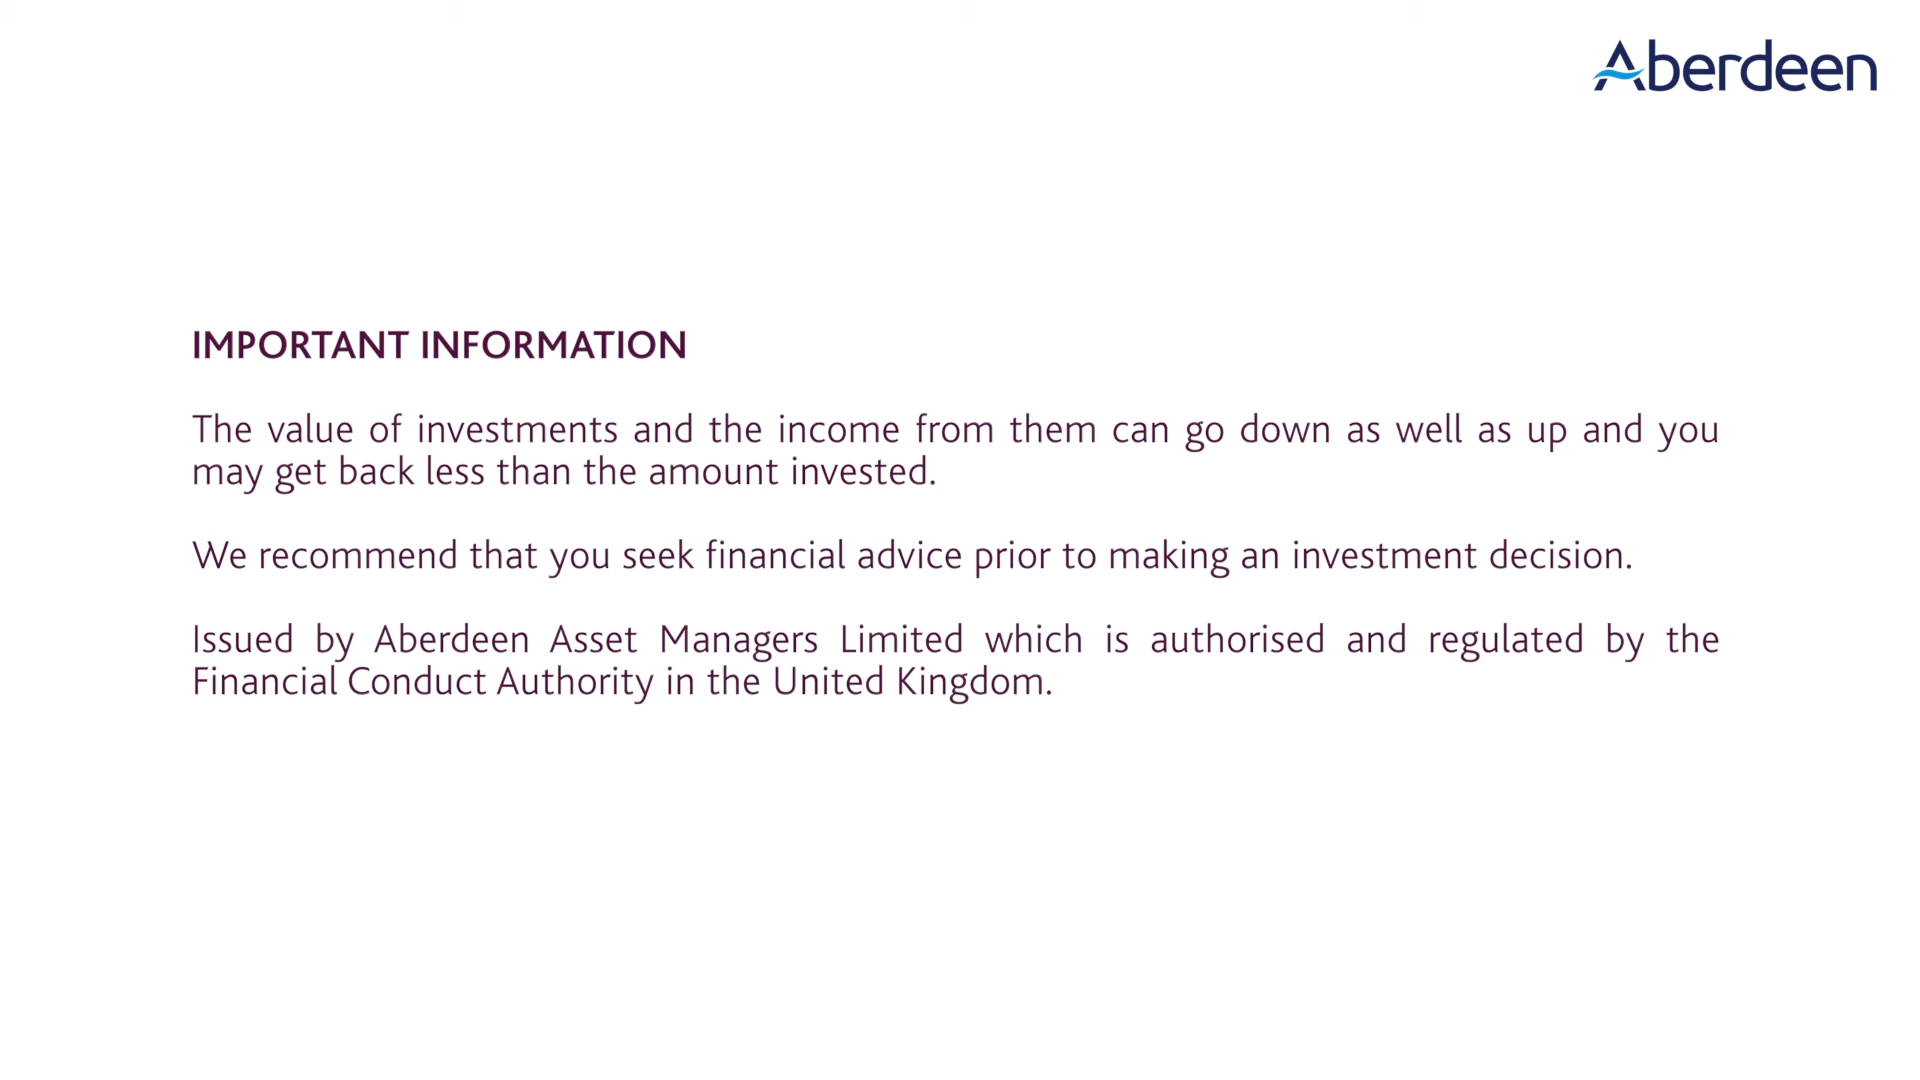 Aberdeen
IMPORTANT INFORMATION
The value of investments and the income from them can go down as well as up and you
may get back less than the amount invested.
We recommend that you seek financial advice prior to making an investment decision.
Issued by Aberdeen Asset Managers Limited which is authorised and regulated by the
Financial Conduct Authority in the United Kingdom.